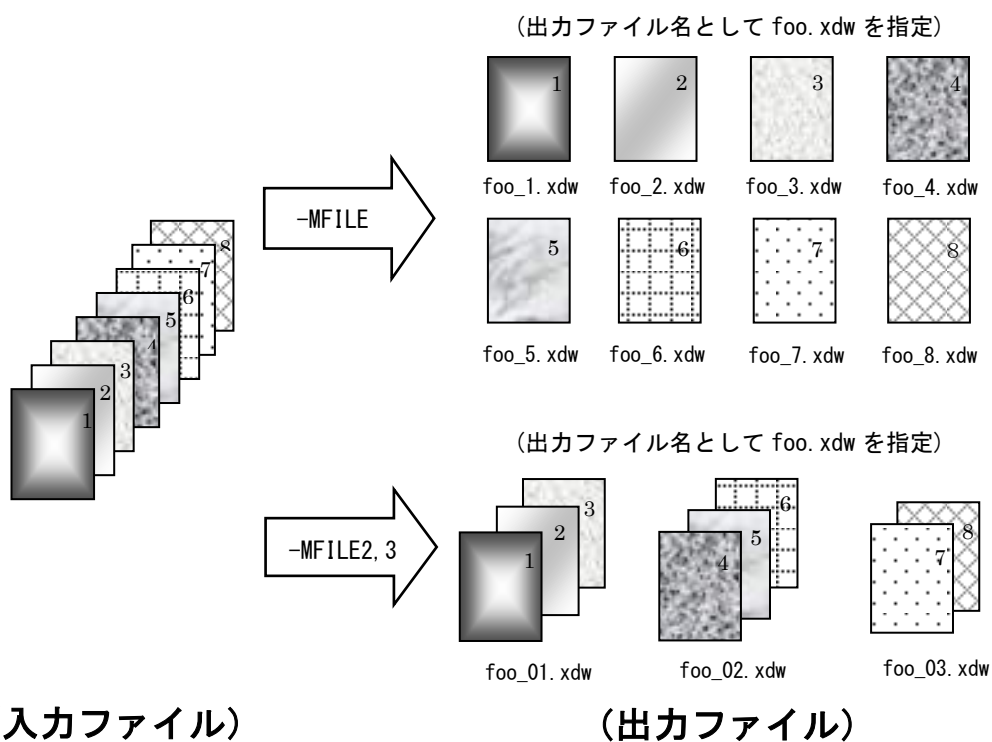 (出力ファイル名として foo.xdw を指定)
1
2
3
4
foo_1.xdw
foo_2.xdw
foo_3.xdw
foo_4.xdw
-MFILE
5
6
7
8
foo_5.xdw
foo_6.xdw
foo_7.xdw
foo_8.xdw
8
7
6
5
4
3
2
1
(出力ファイル名として foo.xdw を指定)
-MFILE2,3
1
2
3
4
5
6
7
8
foo_01.xdw
foo_02.xdw
foo_03.xdw
入力ファイル)
(出力ファイル)